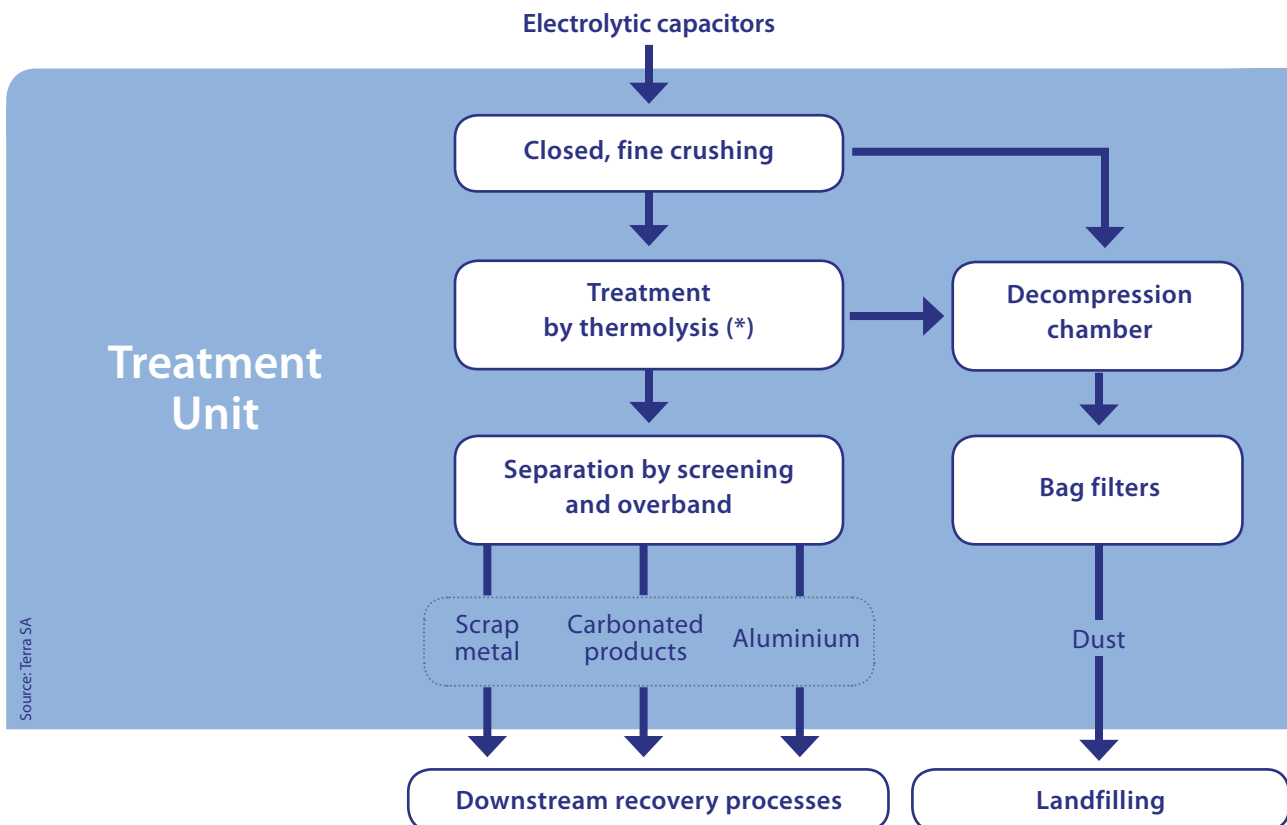 Electrolytic capacitors
Closed, fine crushing
Treatment
by thermolysis (*)
Decompression
chamber
Treatment
Unit
Separation by screening
and overband
Bag filters
Scrap
metal
Carbonated
products
Aluminium
Dust
Source: Terra SA
Downstream recovery processes
Landfilling